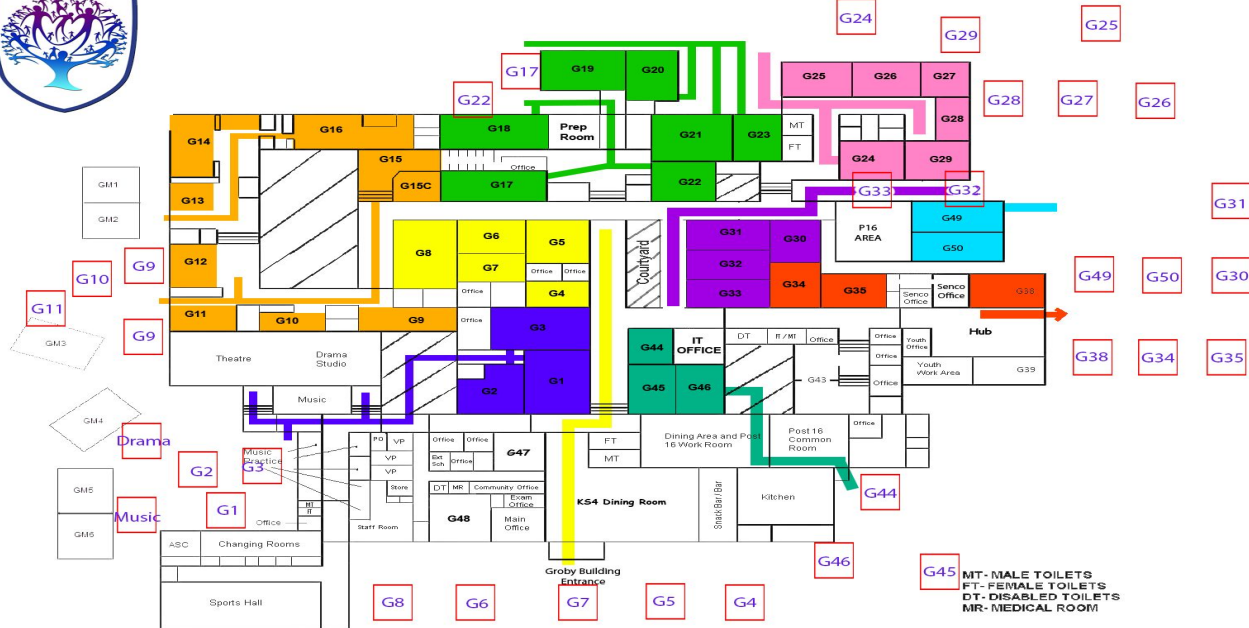 G24
G25
G29
G17
G19
G20
G25
G26
G27
G22
G28
G27
G26
G28
G14
G16
G18
Prep
Room
G21
G23
MT
FT
G15
Office
G24
G29
G15C
G17
G22
GM1
G13
G33
G32
G31
GM2
G49
G31
G30
P16
AREA
G6
G5
G8
Courtyard
G50
G12
G9
G10
G7
Office
Office
G32
G49
G50
G30
G34
G35
Office
G4
G33
Senco
Office
Senco
Office
G38
G11
G11
G10
G9
Office
G3
GM3
G9
Hub
Theatre
Drama
Studio
G44
IT
OFFICE
DT
FT/MT
Office
Office
Youth
Office
G38
G34
G35
Office
Youth
Work Area
G39
G2
G1
G45
G46
G43
Office
Music
GM4
Drama
FT
MT
Dining Area and Post
16 Work Room
Post 16
Common
Room
Office
PO
VP
Office
Office
G47
Music
Practice
VP
Ext
Sch
Office
G2
G3
VP
GM5
Store
DT
MR
Community Office
KS4 Dining Room
Snack Bar/Bar
Kitchen
G44
Music
G1
MT
FT
Exam
Office
Office
Staff Room
G48
Main
Office
GM6
ASC
Changing Rooms
G46
Groby Building
Entrance
G45
MT- MALE TOILETS
FT- FEMALE TOILETS
DT- DISABLED TOILETS
MR- MEDICAL ROOM
Sports Hall
G8
G6
G7
G5
G4